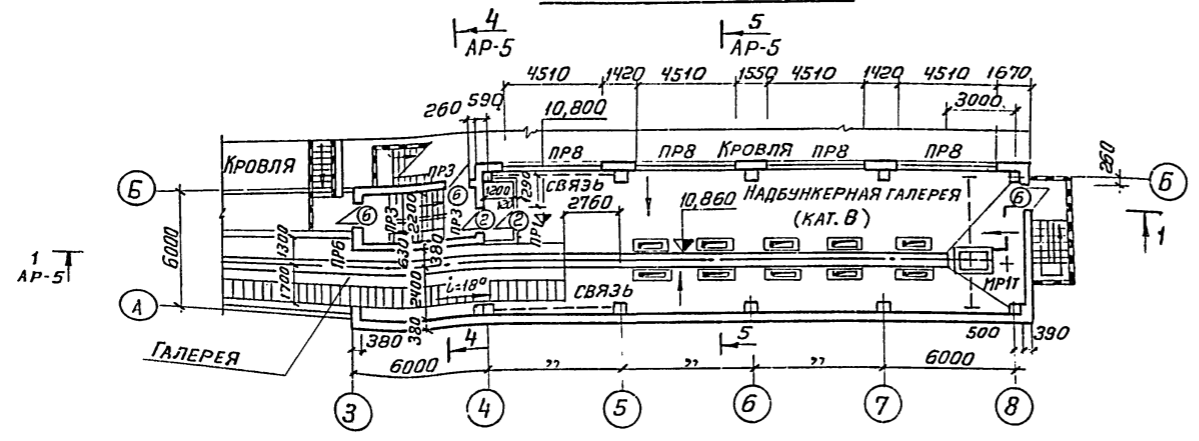 4
АР-5
5
АР-5
4510 1420 4510 1550 4510 1420 4510 1670
260 590 10,800 3000
КРОВЛЯ ПР3 ПР8 ПР8 КРОВЛЯ ПР8 ПР8 260
Б 6 1200 120 1290 СВЯЗЬ НАДБУНКЕРНАЯ ГАЛЕРЕЯ 6 Б
6 ПР3 2200 ПР3 2 2 2760 10,860 (КАТ. В)
1
АР-5
6000 1300 ПР6 630 380 1
1700 2400 i=18° СВЯЗЬ МР1Т
А 380 380 500 390
ГАЛЕРЕЯ
4 5
6000 ,, ,, ,, 6000
3 4 5 6 7 8